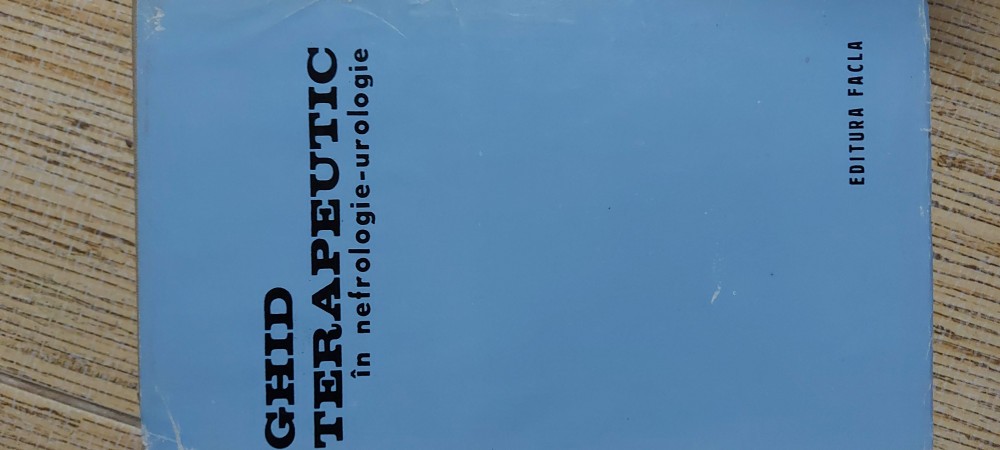 GHID
TERAPEUTIC
în nefrologie-urologie
EDITURA FACLA